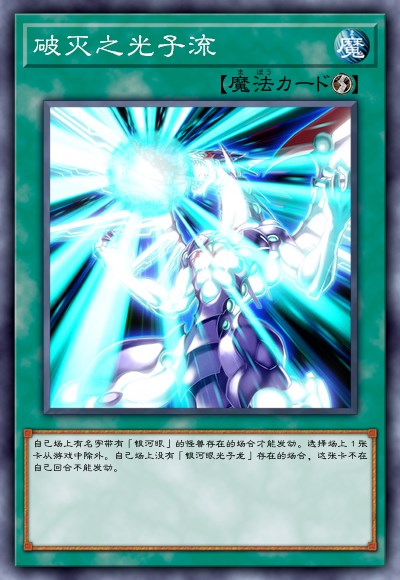 破灭之光子流
魔
【魔法カード】
まほう
自己场上有名字带有「银河眼」的怪兽存在的场合才能发动。选择场上1张
卡从游戏中除外。自己场上没有「银河眼光子龙」存在的场合，这张卡不在
自己回合不能发动。